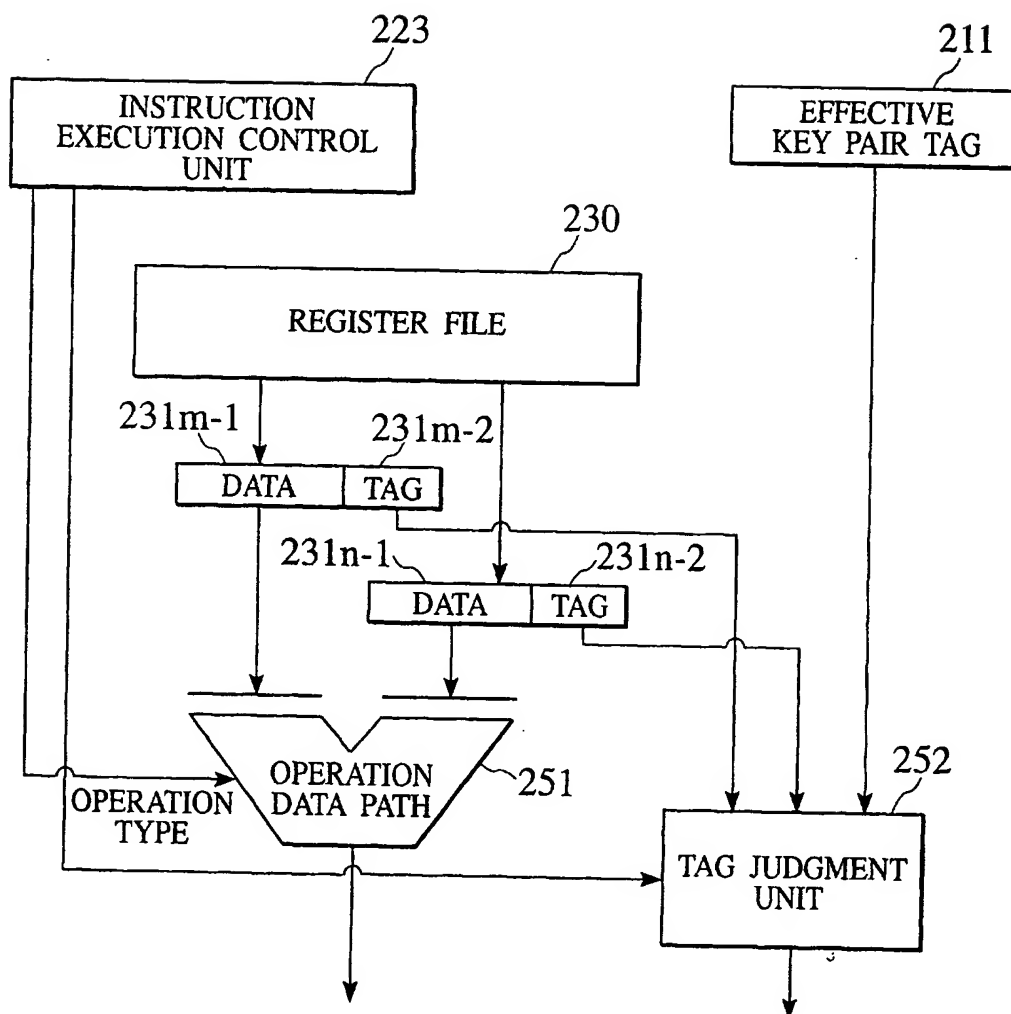 223
INSTRUCTION
EXECUTION CONTROL
UNIT
211
EFFECTIVE
KEY PAIR TAG
230
REGISTER FILE
231m-1
231m-2
DATA
TAG
231n-1
231n-2
DATA
TAG
OPERATION
TYPE
OPERATION
DATA PATH
251
252
TAG JUDGMENT
UNIT